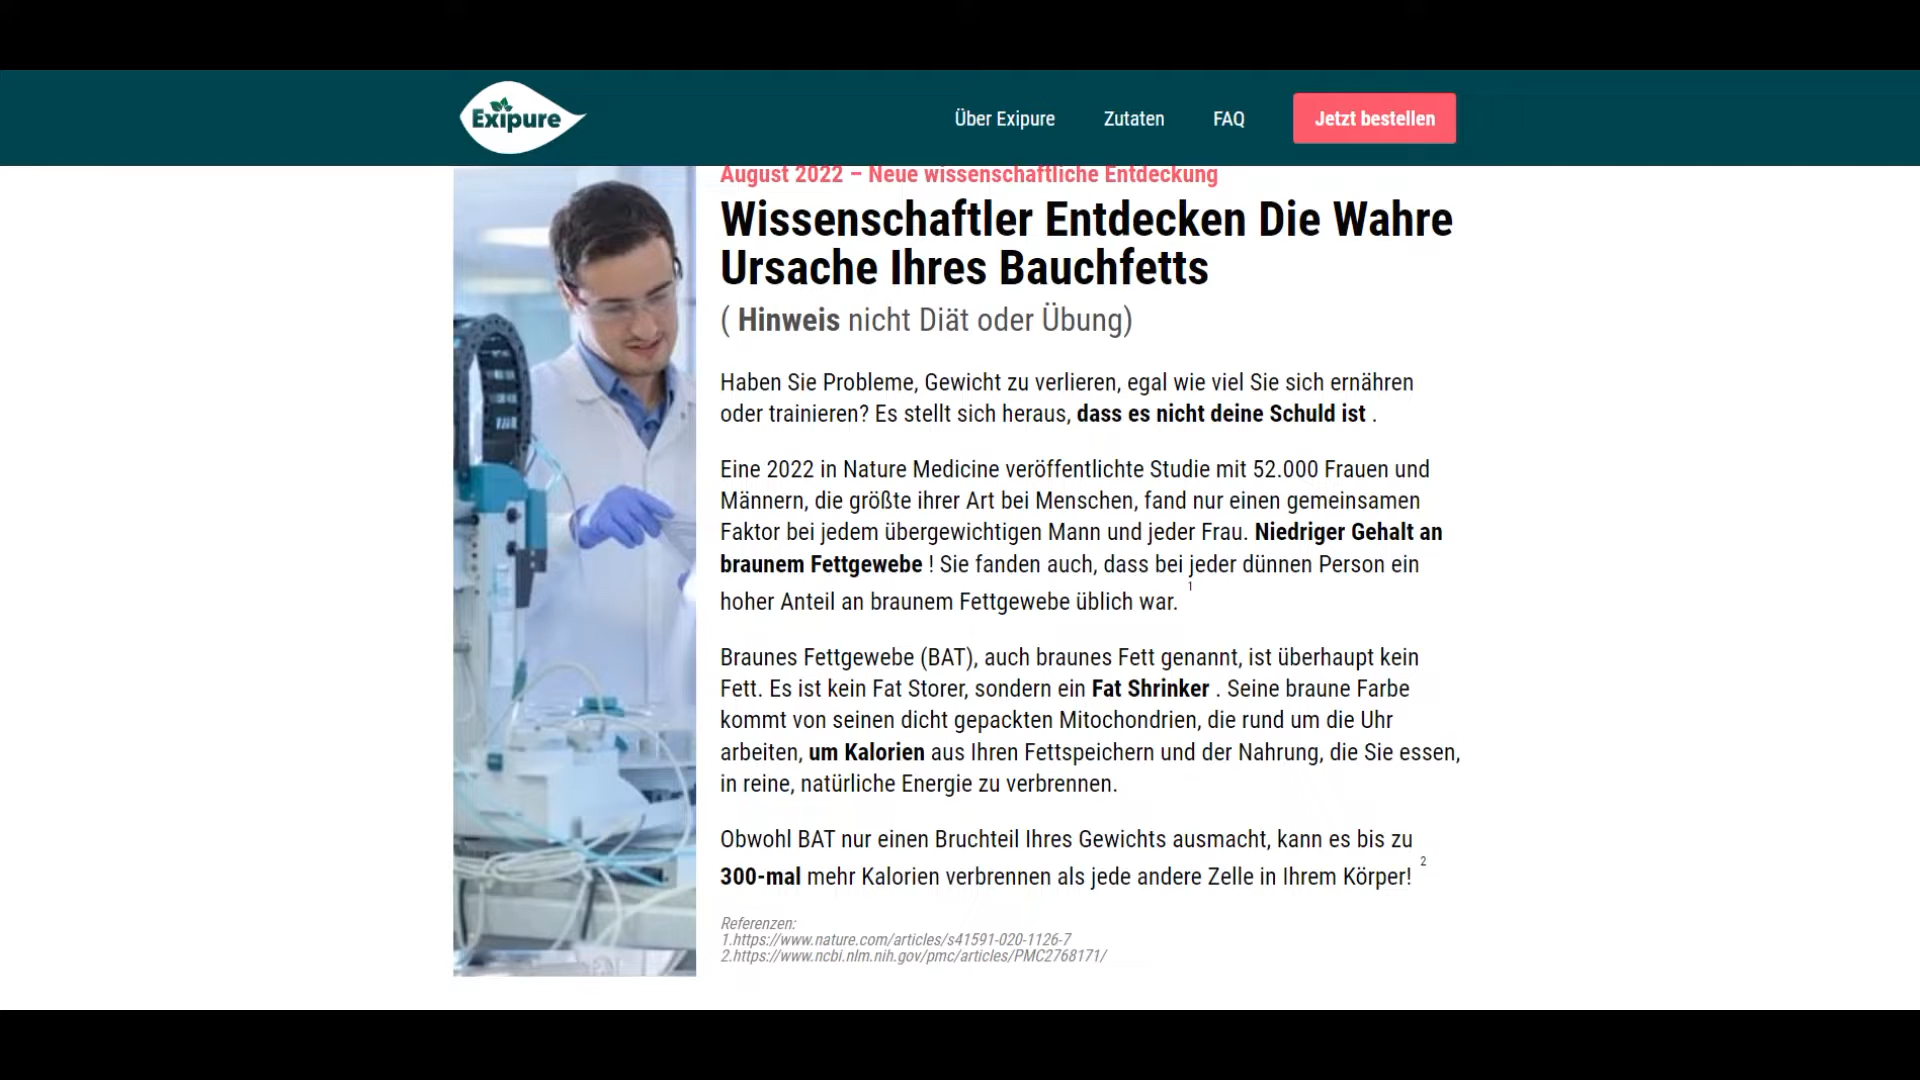 Exipure
Über Exipure
Zutaten
FAQ
Jetzt bestellen
August 2022 – Neue wissenschaftliche Entdeckung
Wissenschaftler Entdecken Die Wahre
Ursache Ihres Bauchfetts
( Hinweis nicht Diät oder Übung)
Haben Sie Probleme, Gewicht zu verlieren, egal wie viel Sie sich ernähren
oder trainieren? Es stellt sich heraus, dass es nicht deine Schuld ist .
Eine 2022 in Nature Medicine veröffentlichte Studie mit 52.000 Frauen und
Männern, die größte ihrer Art bei Menschen, fand nur einen gemeinsamen
Faktor bei jedem übergewichtigen Mann und jeder Frau. Niedriger Gehalt an
braunem Fettgewebe ! Sie fanden auch, dass bei jeder dünnen Person ein
hoher Anteil an braunem Fettgewebe üblich war. 1
Braunes Fettgewebe (BAT), auch braunes Fett genannt, ist überhaupt kein
Fett. Es ist kein Fat Storer, sondern ein Fat Shrinker . Seine braune Farbe
kommt von seinen dicht gepackten Mitochondrien, die rund um die Uhr
arbeiten, um Kalorien aus Ihren Fettspeichern und der Nahrung, die Sie essen,
in reine, natürliche Energie zu verbrennen.
Obwohl BAT nur einen Bruchteil Ihres Gewichts ausmacht, kann es bis zu
300-mal mehr Kalorien verbrennen als jede andere Zelle in Ihrem Körper! 2
Referenzen:
1.https://www.nature.com/articles/s41591-020-1126-7
2.https://www.ncbi.nlm.nih.gov/pmc/articles/PMC2768171/